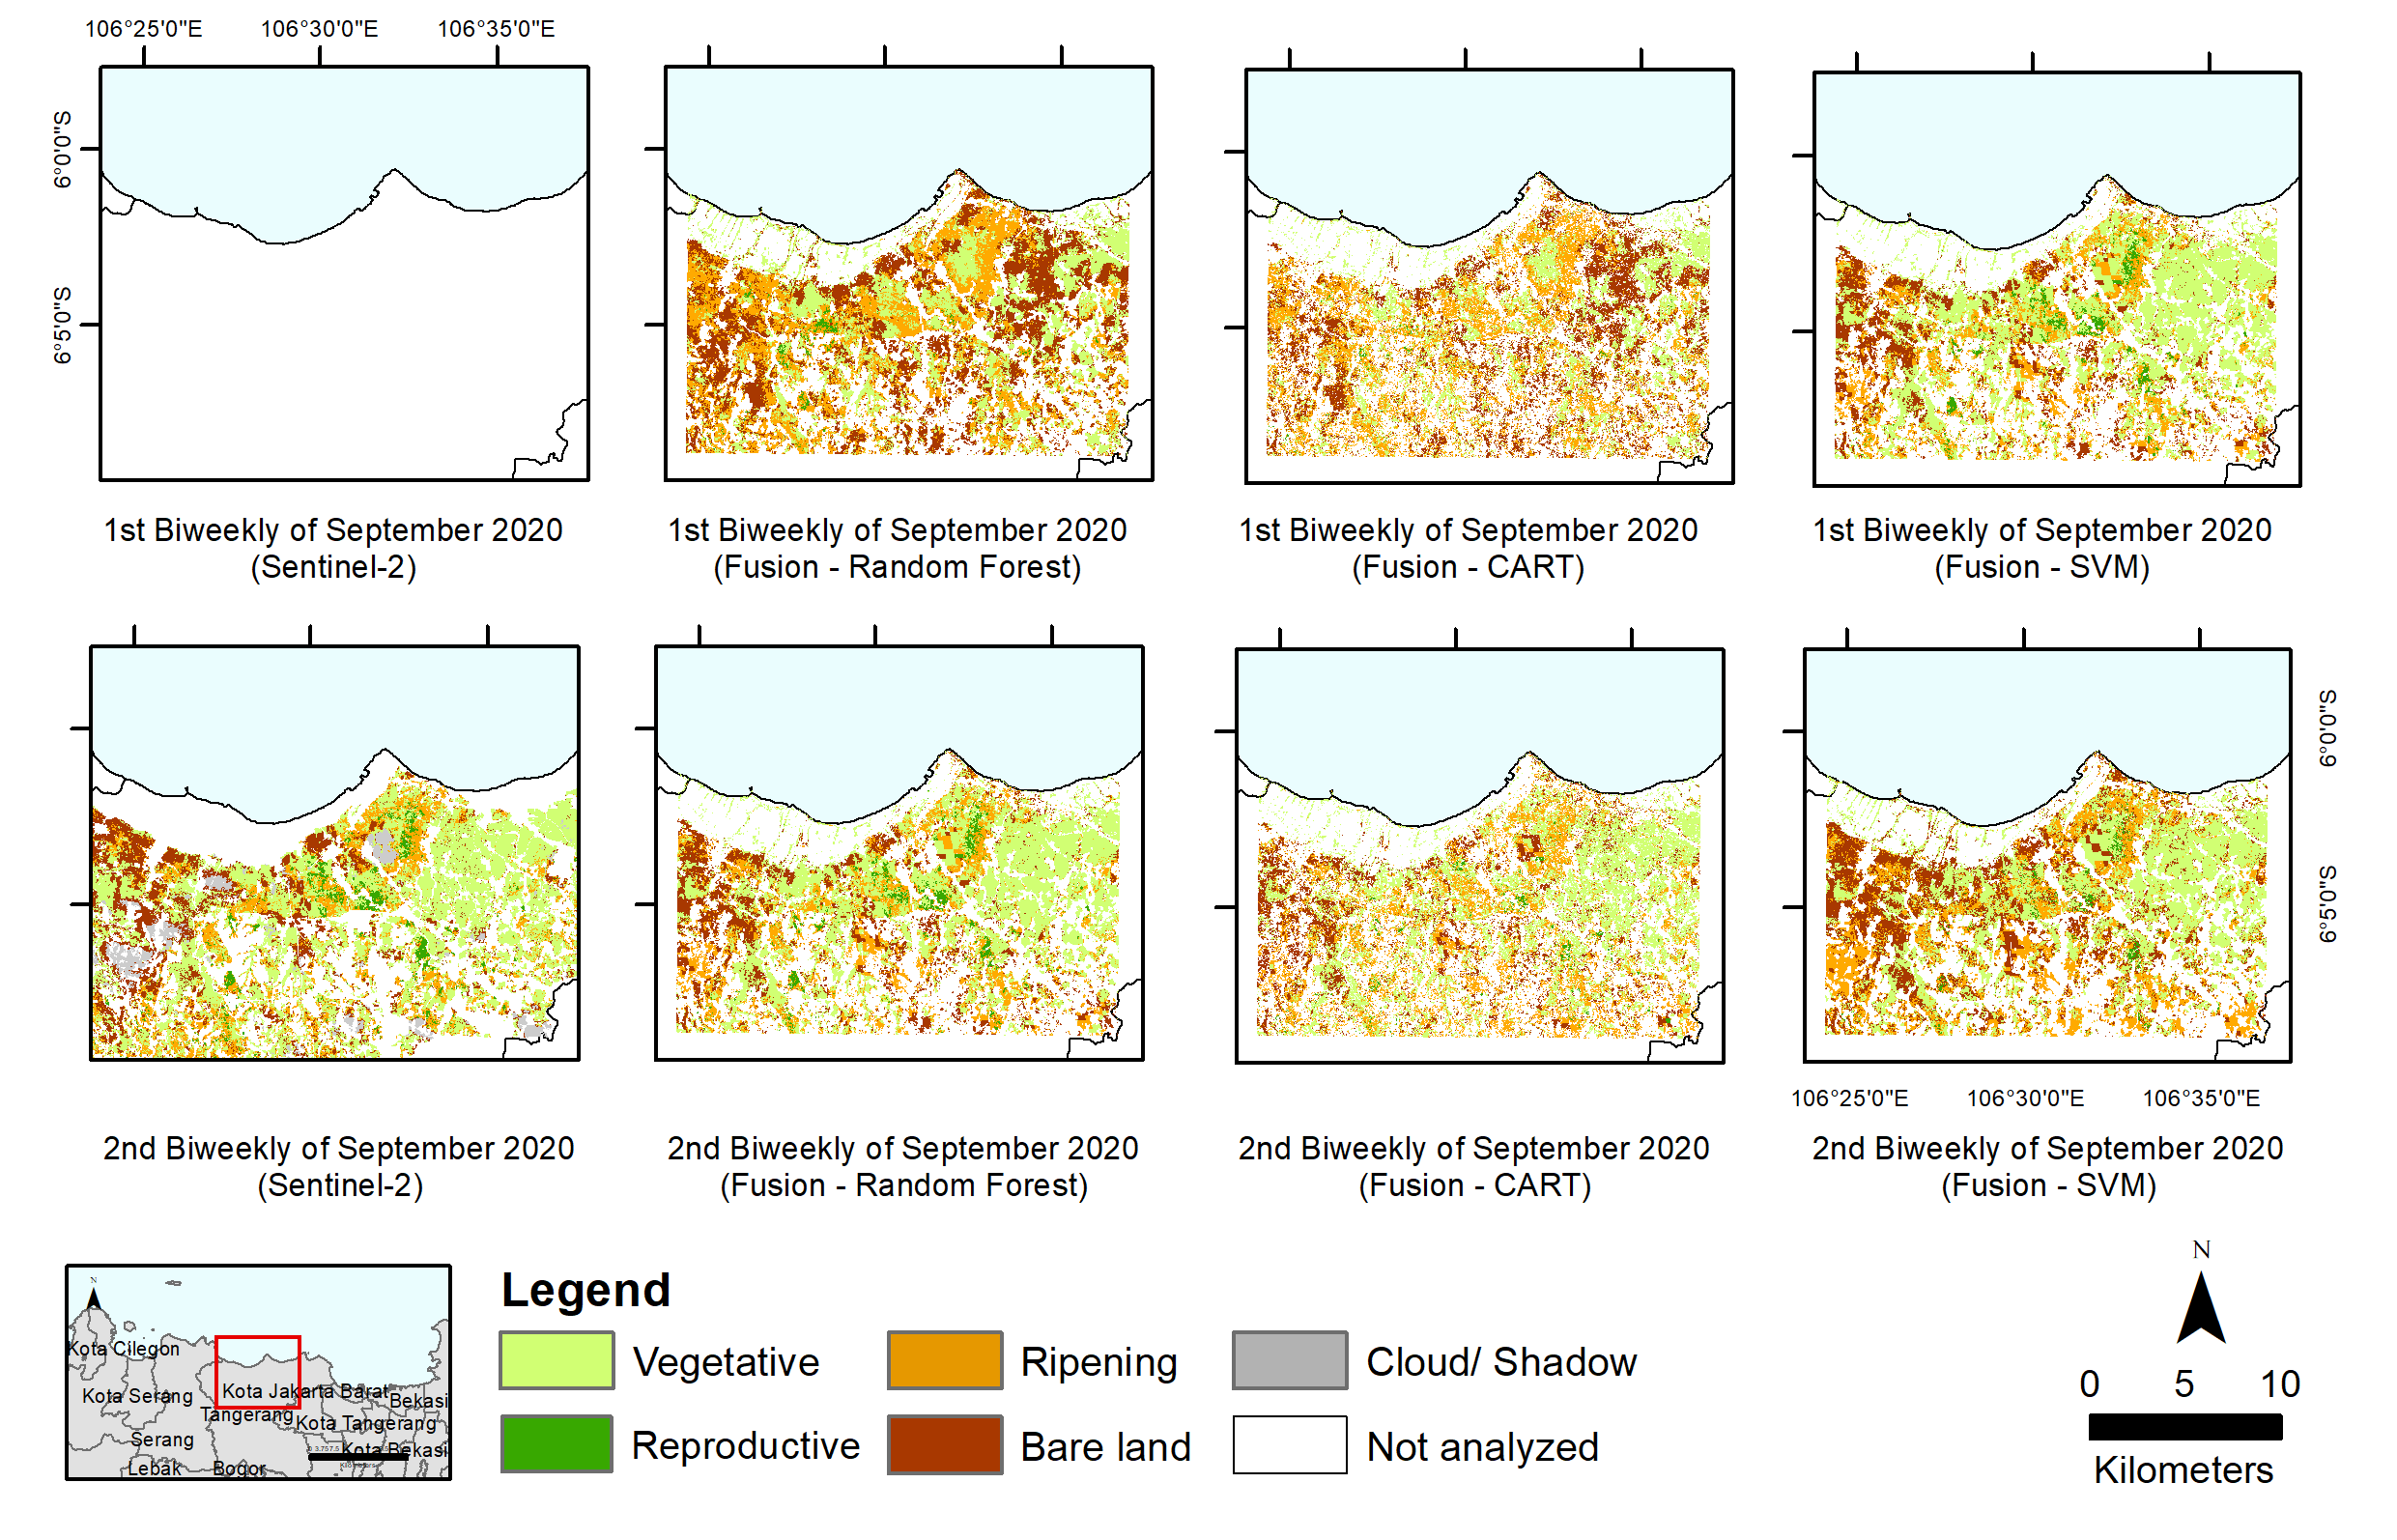 106°25'0"E 106°30'0"E 106°35'0"E
6°0'0"S
6°5'0"S
1st Biweekly of September 2020
(Sentinel-2)
1st Biweekly of September 2020
(Fusion - Random Forest)
1st Biweekly of September 2020
(Fusion - CART)
1st Biweekly of September 2020
(Fusion - SVM)
6°0'0"S
6°5'0"S
106°25'0"E 106°30'0"E 106°35'0"E
2nd Biweekly of September 2020
(Sentinel-2)
2nd Biweekly of September 2020
(Fusion - Random Forest)
2nd Biweekly of September 2020
(Fusion - CART)
2nd Biweekly of September 2020
(Fusion - SVM)
N
Kota Cilegon
Kota Serang
Kota Jakarta Barat
Bekasi
Tangerang
Kota Tangerang
Serang
Kota Bekasi
Lebak
Bogor
Legend
Vegetative
Ripening
Cloud/ Shadow
Reproductive
Bare land
Not analyzed
N
0 5 10
Kilometers